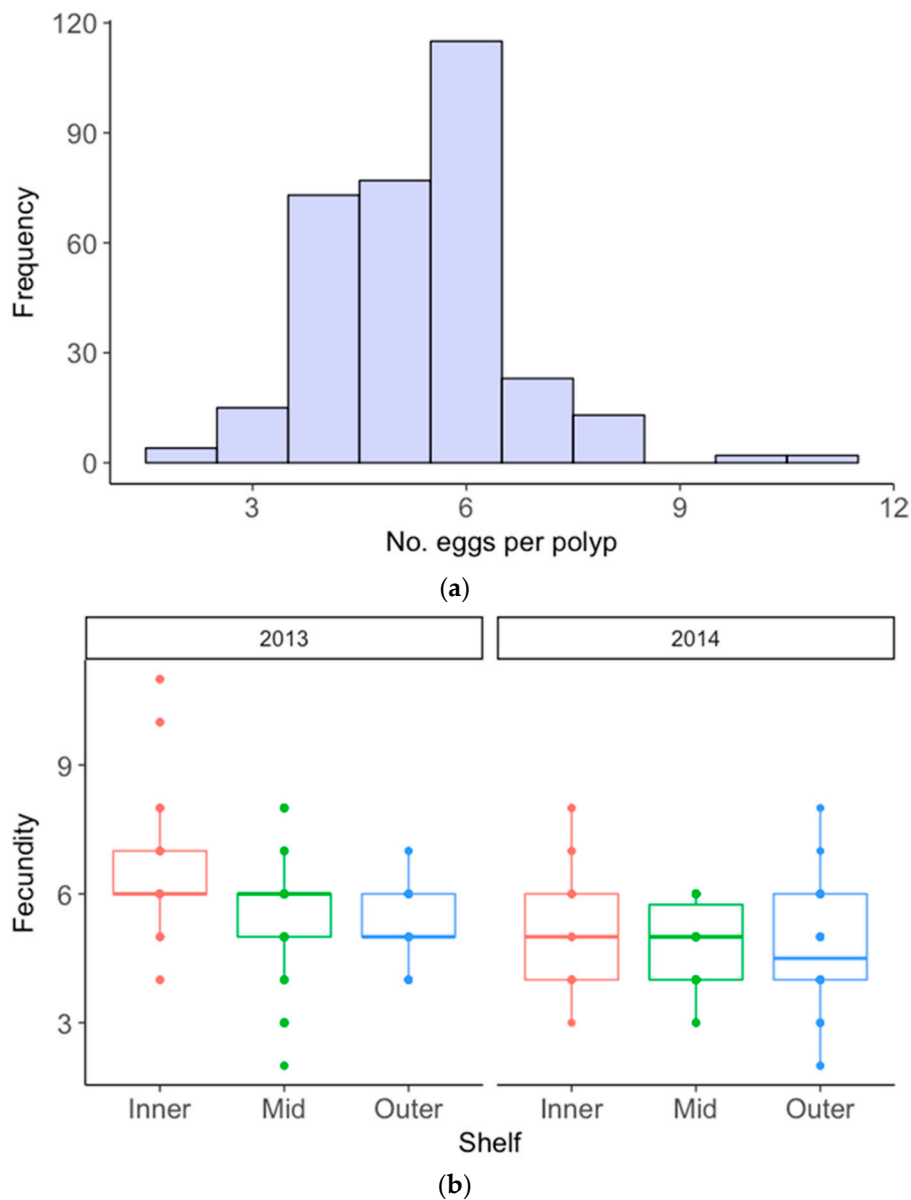 120
90
60
30
0
Frequency
3 6 9 12
No. eggs per polyp
(a)
2013 2014
9
6
3
Fecundity
Inner Mid Outer Inner Mid Outer
Shelf
(b)